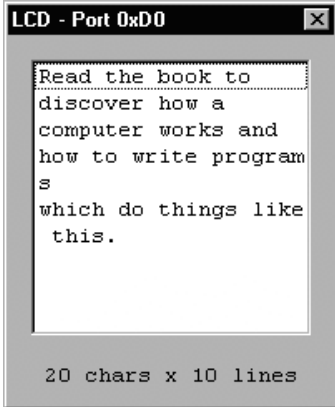 LCD - Port 0xD0
Read the book to
discover how a
computer works and
how to write program
s
which do things like
 this.
20 chars x 10 lines